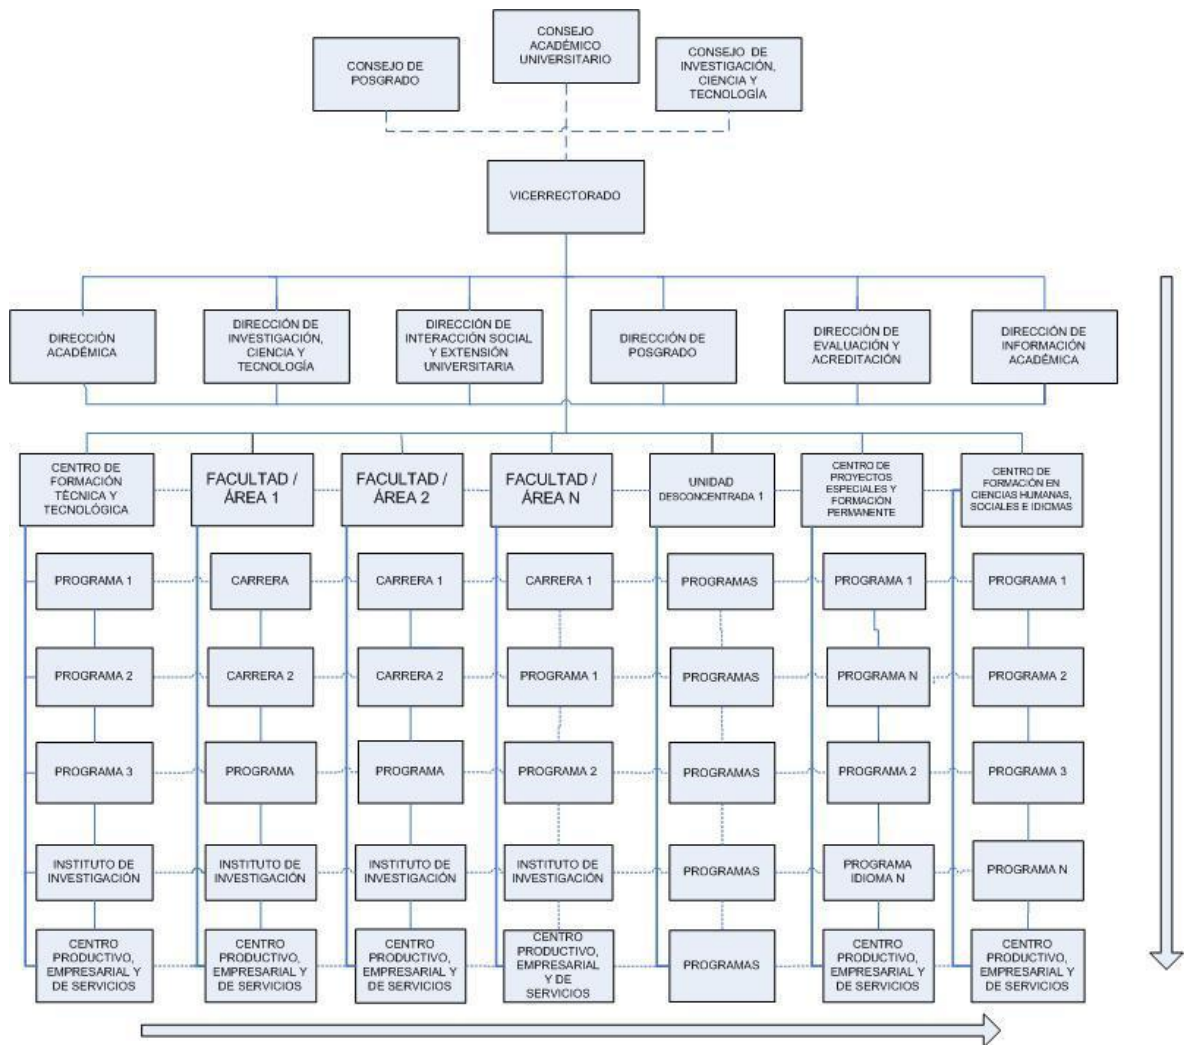 CONSEJO DE
POSGRADO
CONSEJO
ACADÉMICO
UNIVERSITARIO
CONSEJO DE
INVESTIGACIÓN,
CIENCIA Y
TECNOLOGÍA
VICERRECTORADO
DIRECCIÓN
ACADÉMICA
DIRECCIÓN DE
INVESTIGACIÓN,
CIENCIA Y
TECNOLOGÍA
DIRECCIÓN DE
INTERACCIÓN SOCIAL
Y EXTENSIÓN
UNIVERSITARIA
DIRECCIÓN DE
POSGRADO
DIRECCIÓN DE
EVALUACIÓN Y
ACREDITACIÓN
DIRECCIÓN DE
INFORMACIÓN
ACADÉMICA
CENTRO DE
FORMACIÓN
TÉCNICA Y
TECNOLÓGICA
FACULTAD /
ÁREA 1
FACULTAD /
ÁREA 2
FACULTAD /
ÁREA N
UNIDAD
DESCONCENTRADA 1
CENTRO DE
PROYECTOS
ESPECIALES Y
FORMACIÓN
PERMANENTE
CENTRO DE
FORMACIÓN EN
CIENCIAS HUMANAS,
SOCIALES E IDIOMAS
PROGRAMA 1
CARRERA
CARRERA 1
CARRERA 1
PROGRAMAS
PROGRAMA 1
PROGRAMA 1
PROGRAMA 2
CARRERA 2
CARRERA 2
PROGRAMA 1
PROGRAMAS
PROGRAMA N
PROGRAMA 2
PROGRAMA 3
PROGRAMA
PROGRAMA
PROGRAMA 2
PROGRAMAS
PROGRAMA 2
PROGRAMA 3
INSTITUTO DE
INVESTIGACIÓN
INSTITUTO DE
INVESTIGACIÓN
INSTITUTO DE
INVESTIGACIÓN
INSTITUTO DE
INVESTIGACIÓN
PROGRAMAS
PROGRAMA
IDIOMA N
PROGRAMA N
CENTRO
PRODUCTIVO,
EMPRESARIAL Y
DE SERVICIOS
CENTRO
PRODUCTIVO,
EMPRESARIAL Y
DE SERVICIOS
CENTRO
PRODUCTIVO,
EMPRESARIAL Y
DE SERVICIOS
CENTRO
PRODUCTIVO,
EMPRESARIAL
Y DE
SERVICIOS
PROGRAMAS
CENTRO
PRODUCTIVO,
EMPRESARIAL Y
DE SERVICIOS
CENTRO
PRODUCTIVO,
EMPRESARIAL Y
DE SERVICIOS